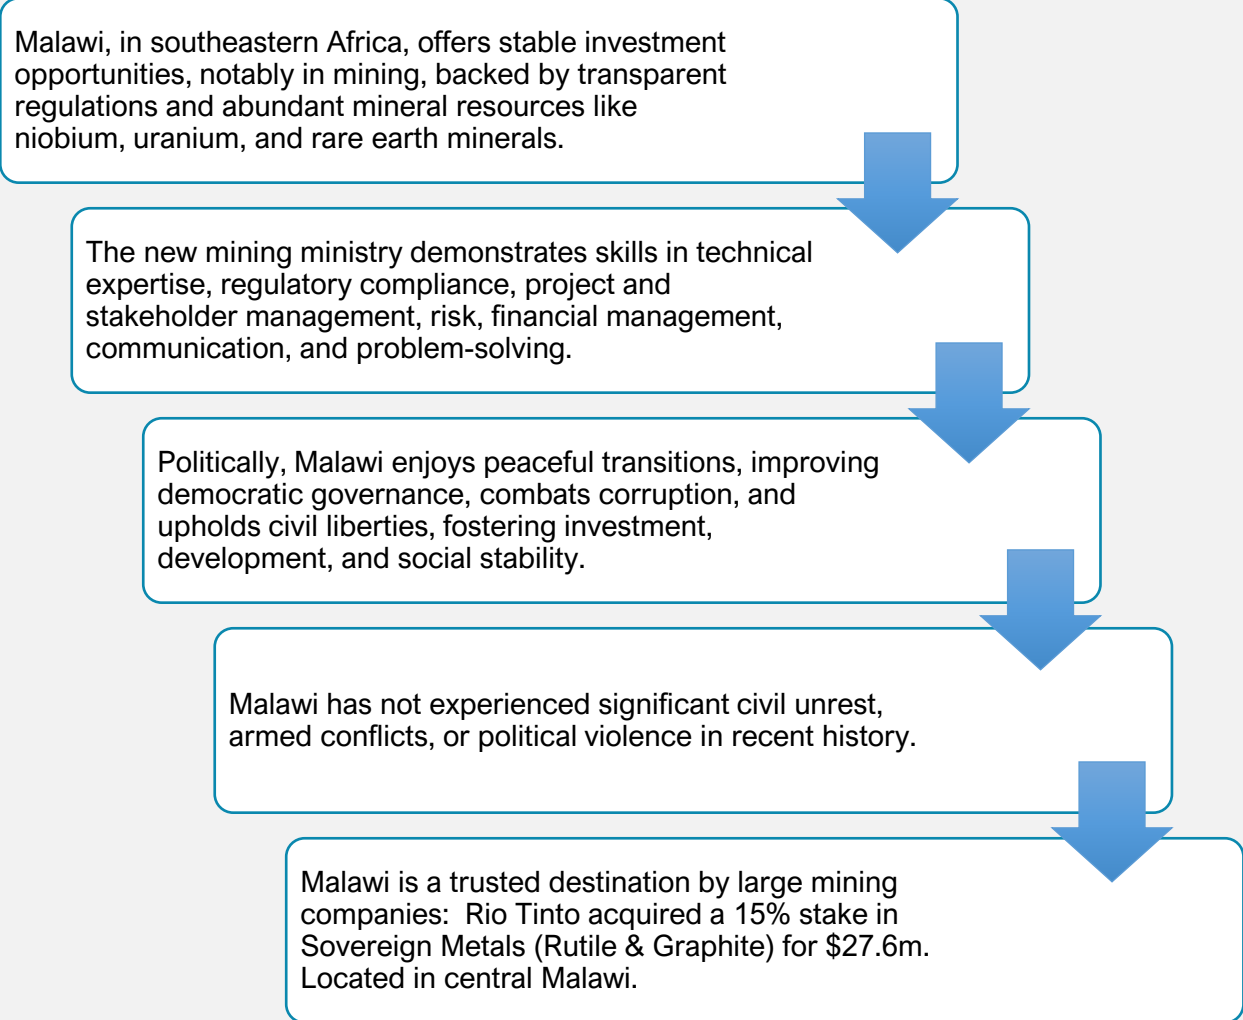 Malawi, in southeastern Africa, offers stable investment
opportunities, notably in mining, backed by transparent
regulations and abundant mineral resources like
niobium, uranium, and rare earth minerals.
The new mining ministry demonstrates skills in technical
expertise, regulatory compliance, project and
stakeholder management, risk, financial management,
communication, and problem-solving.
Politically, Malawi enjoys peaceful transitions, improving
democratic governance, combats corruption, and
upholds civil liberties, fostering investment,
development, and social stability.
Malawi has not experienced significant civil unrest,
armed conflicts, or political violence in recent history.
Malawi is a trusted destination by large mining
companies:  Rio Tinto acquired a 15% stake in
Sovereign Metals (Rutile & Graphite) for $27.6m.
Located in central Malawi.